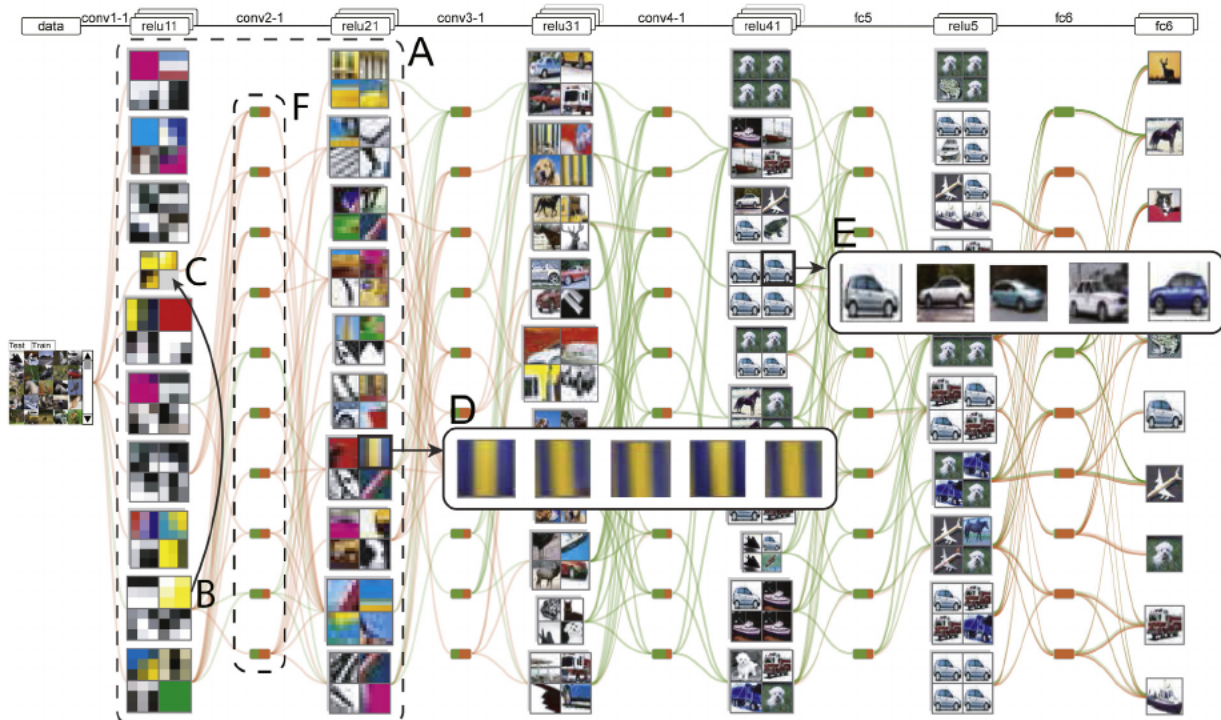 data conv1-1 relu11 conv2-1 relu21 conv3-1 relu31 conv4-1 relu41 fc5 relu5 fc6 fc6
A
F
E
C
Test Train
D
B